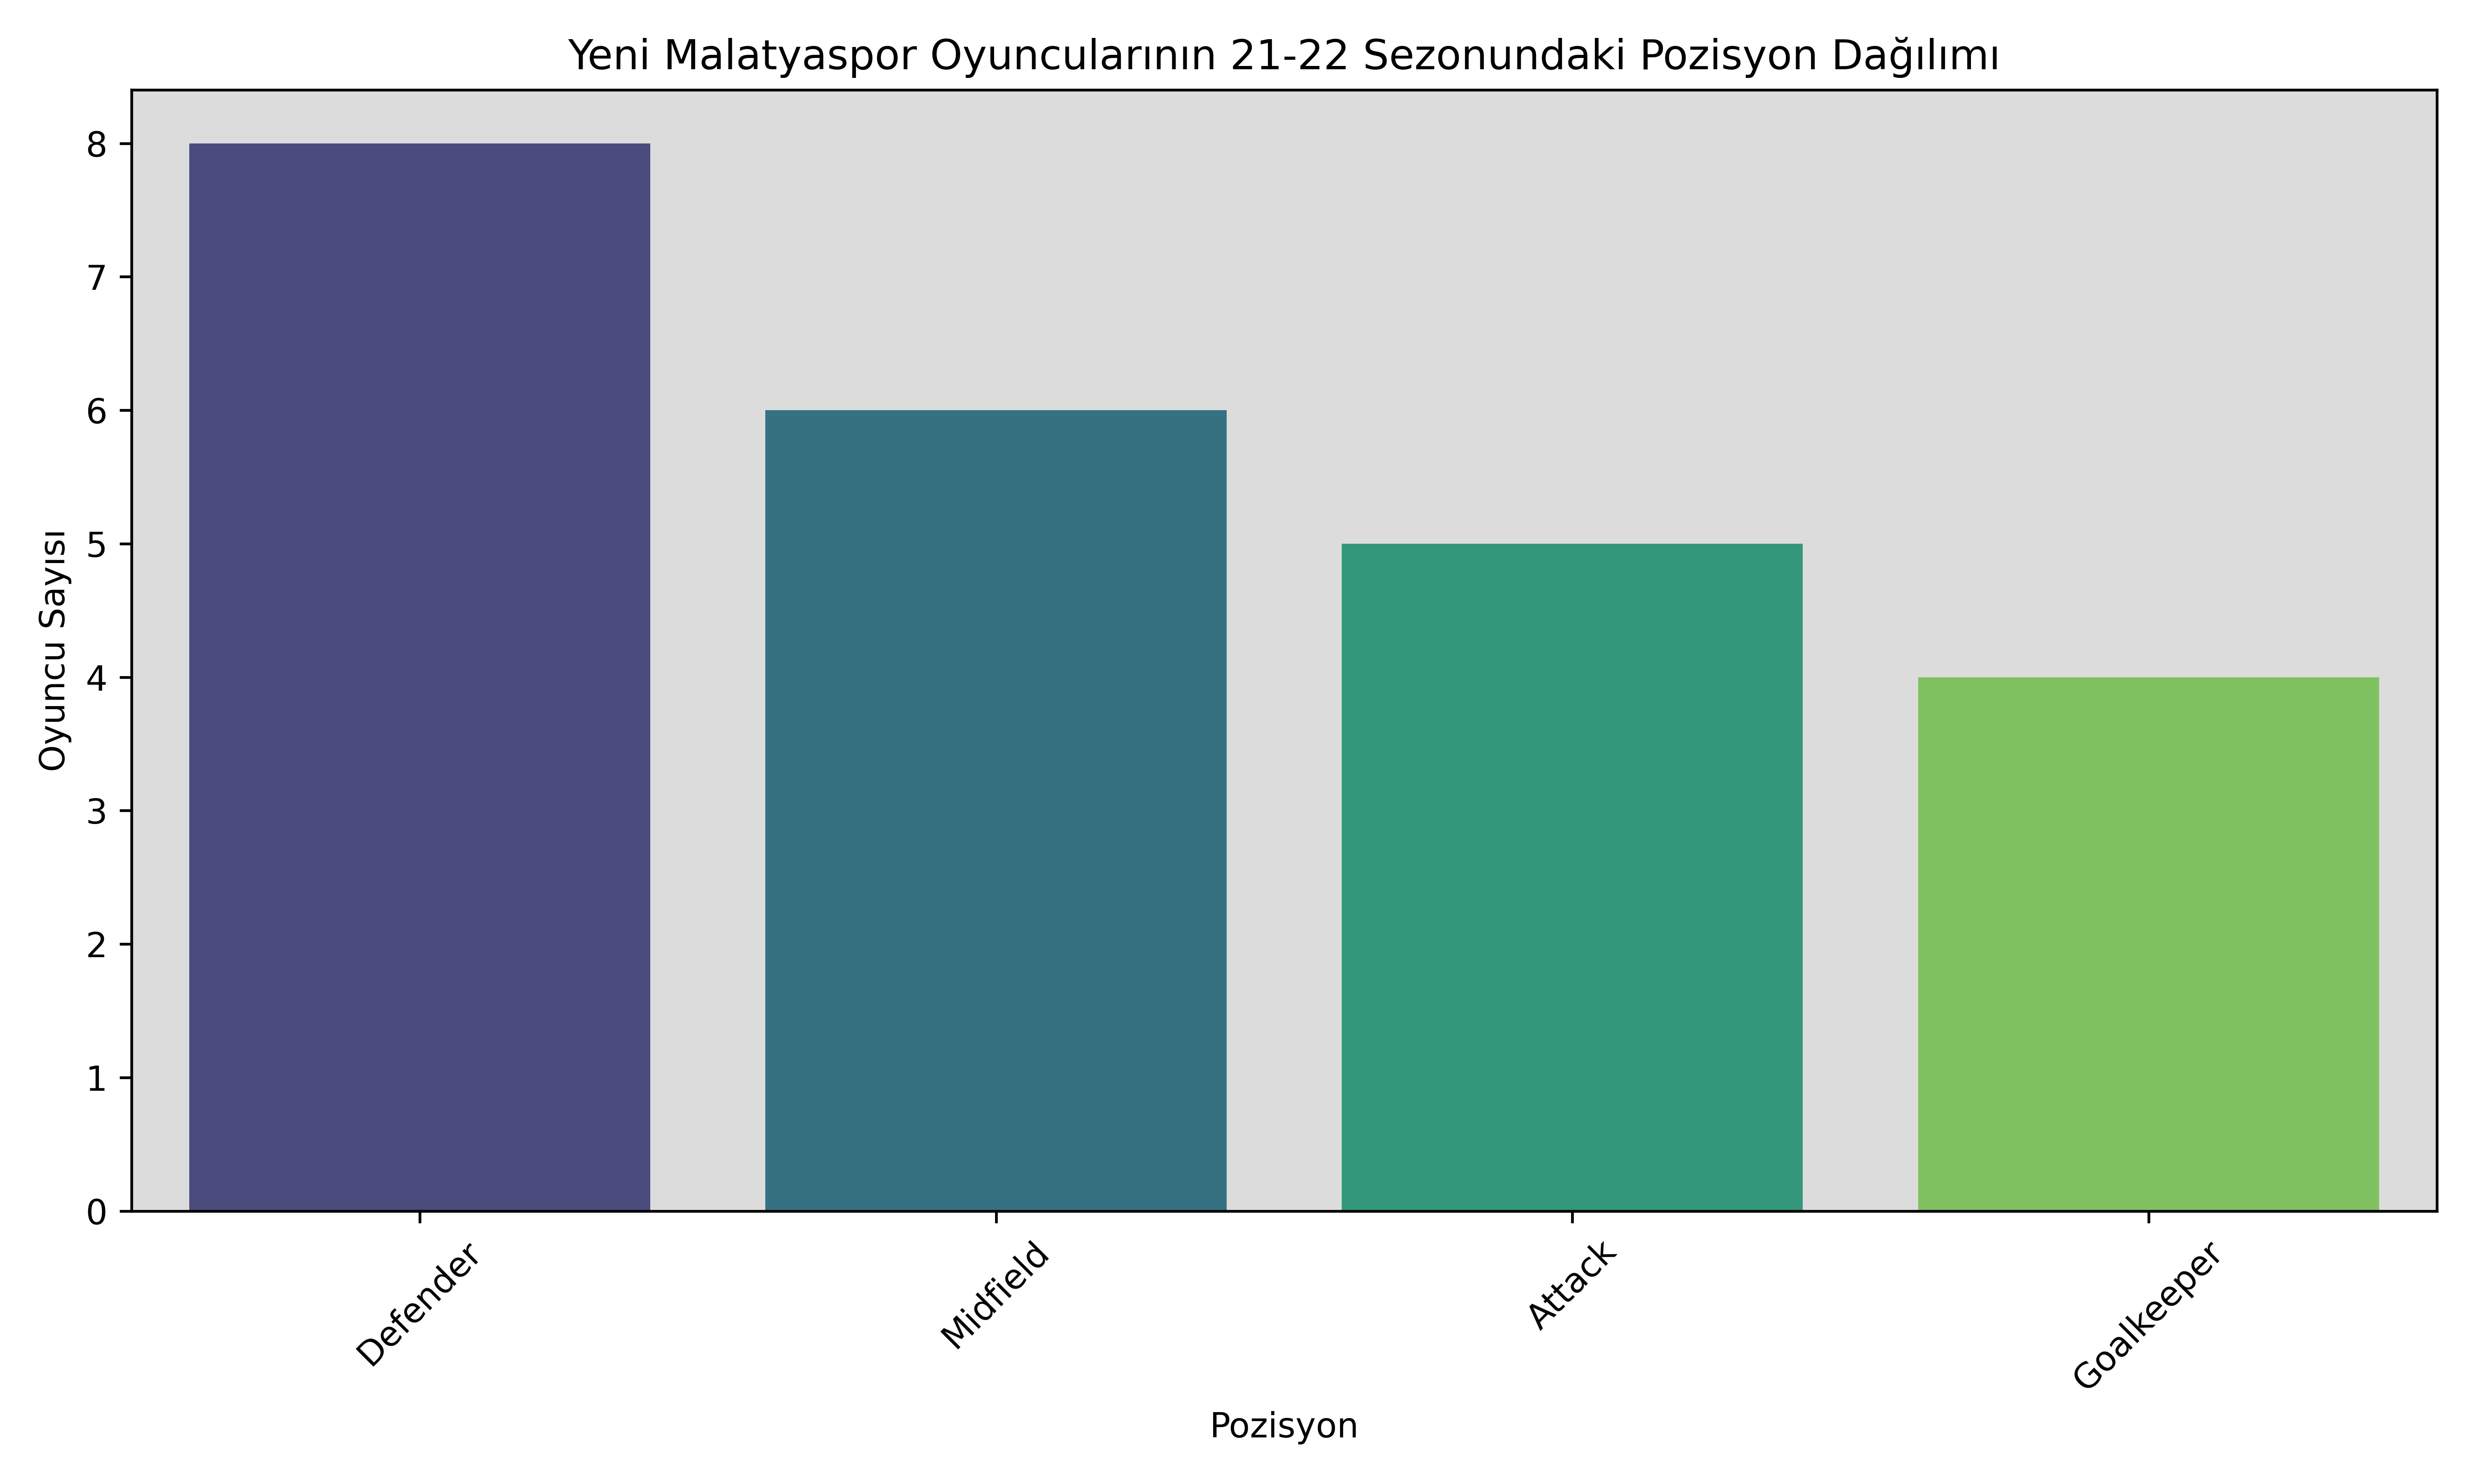 Yeni Malatyaspor Oyuncularının 21-22 Sezonundaki Pozisyon Dağılımı
8
7
6
5
4
3
2
1
0
Oyuncu Sayısı
Defender
Midfield
Attack
Goalkeeper
Pozisyon